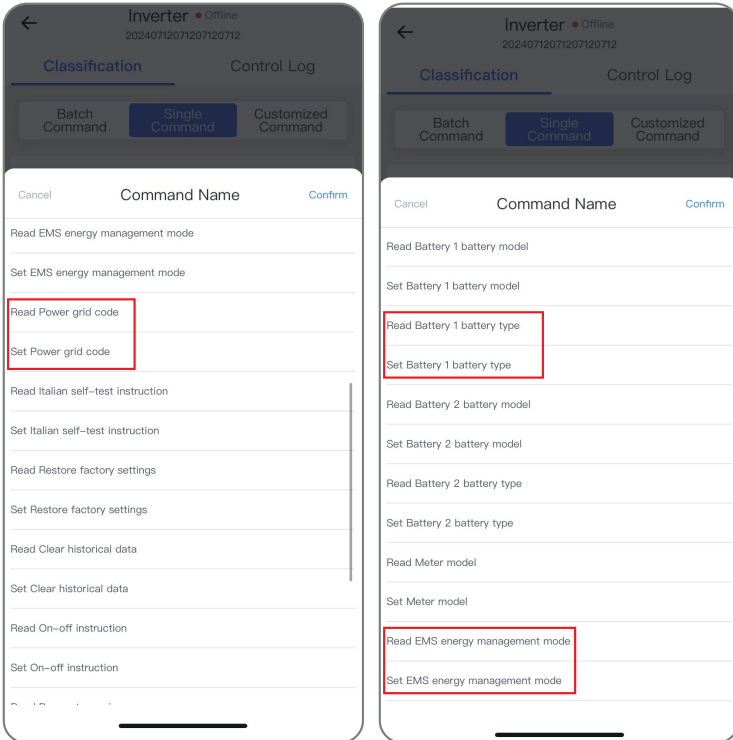 Inverter • Offline
20240712071207120712
Classification Control Log
Batch Command Single Command Customized Command
Cancel Command Name Confirm
Read EMS energy management mode
Set EMS energy management mode
Read Power grid code
Set Power grid code
Read Italian self-test instruction
Set Italian self-test instruction
Read Restore factory settings
Set Restore factory settings
Read Clear historical data
Set Clear historical data
Read On-off instruction
Set On-off instruction
Inverter • Offline
20240712071207120712
Classification Control Log
Batch Command Single Command Customized Command
Cancel Command Name Confirm
Read Battery 1 battery model
Set Battery 1 battery model
Read Battery 1 battery type
Set Battery 1 battery type
Read Battery 2 battery model
Set Battery 2 battery model
Read Battery 2 battery type
Set Battery 2 battery type
Read Meter model
Set Meter model
Read EMS energy management mode
Set EMS energy management mode